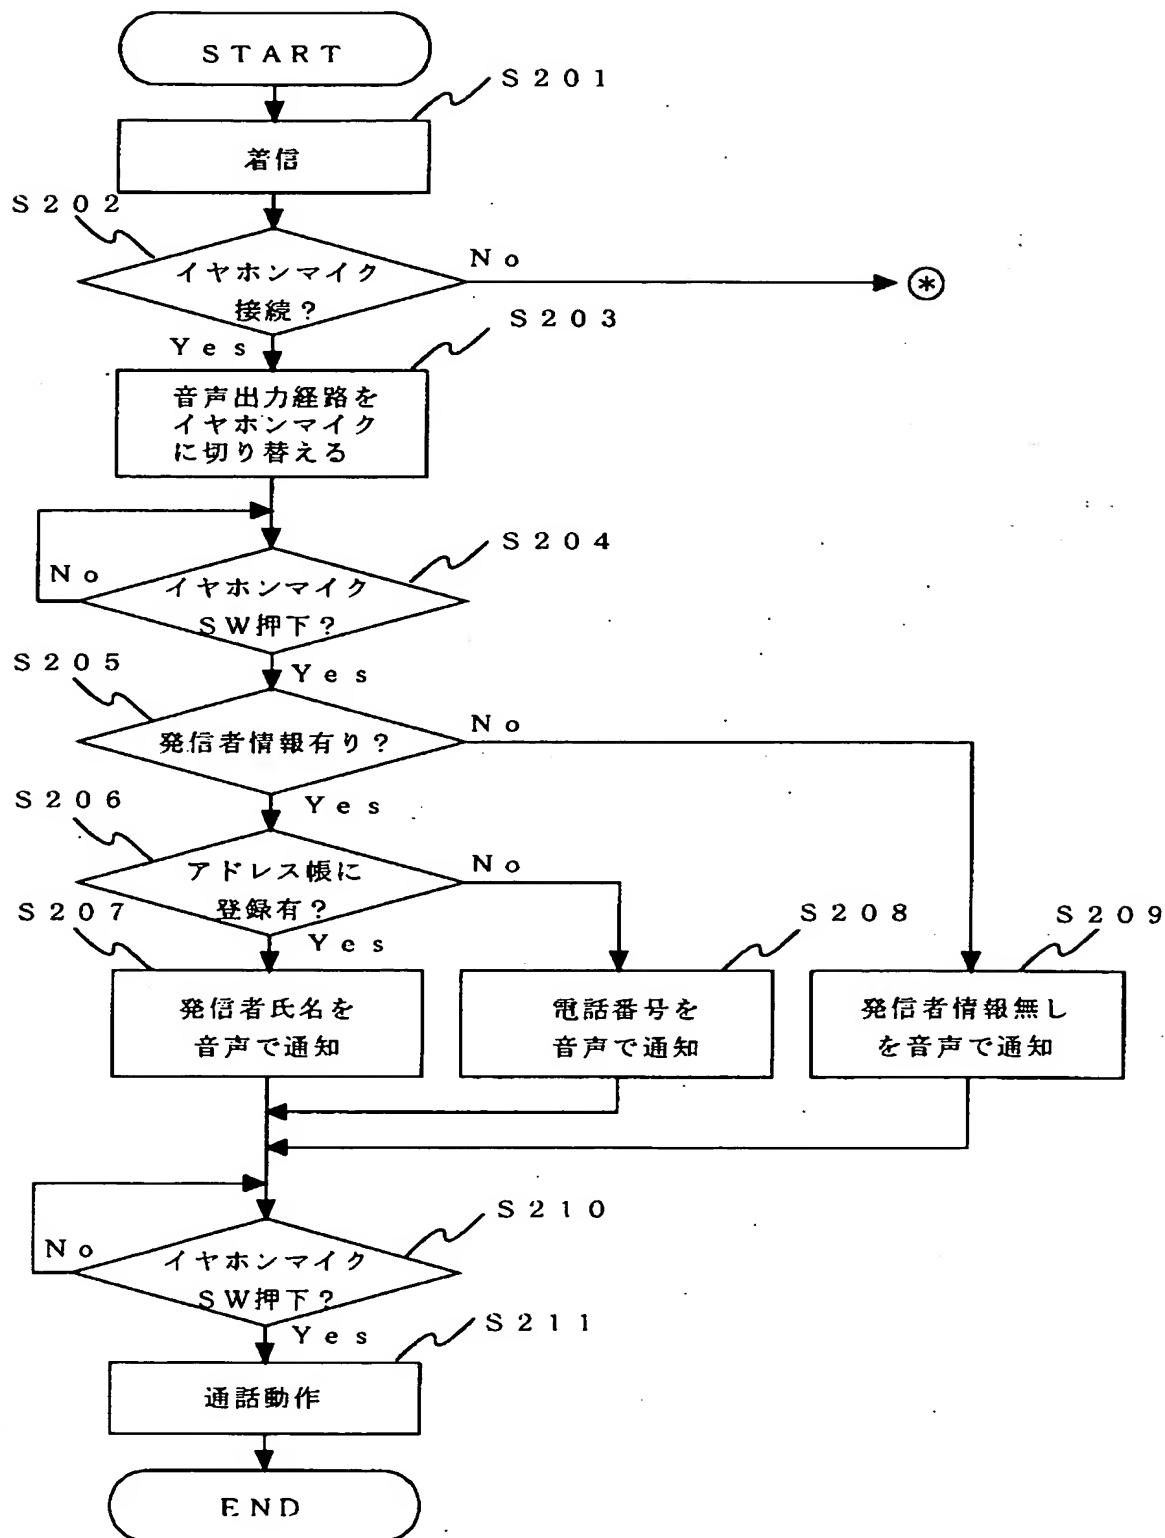 START
S201
着信
S202
イヤホンマイク
接続?
No
*
S203
Yes
音声出力経路を
イヤホンマイク
に切り替える
S204
No
イヤホンマイク
SW押下?
S205
Yes
発信者情報有り?
No
S206
Yes
アドレス帳に
登録有?
No
S207
Yes
S208
S209
発信者氏名を
音声で通知
電話番号を
音声で通知
発信者情報無し
を音声で通知
S210
No
イヤホンマイク
SW押下?
Yes
S211
通話動作
END